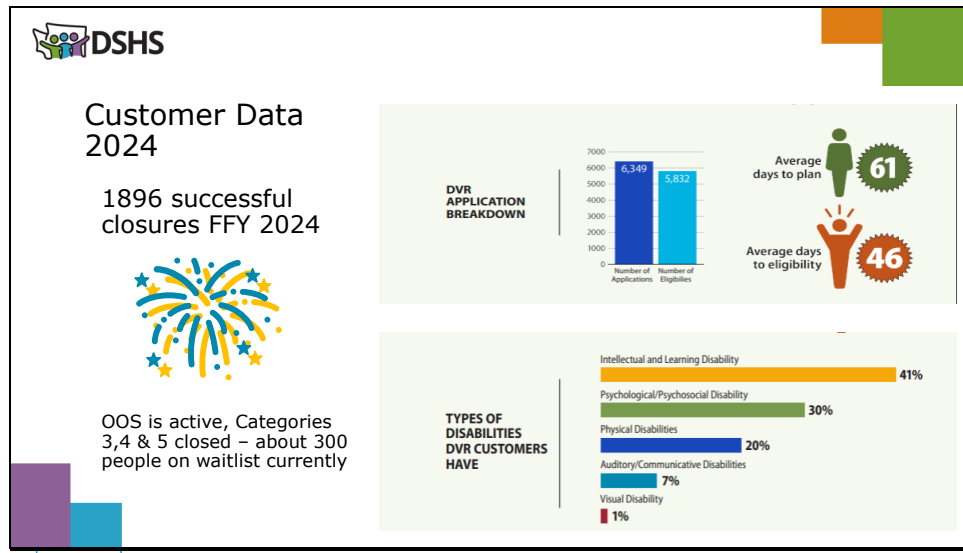 DSHS
Customer Data
2024
1896 successful
closures FFY 2024
OOS is active, Categories
3,4 & 5 closed – about 300
people on waitlist currently
DVR
APPLICATION
BREAKDOWN
7000
6000
5000
4000
3000
2000
1000
0
6,349
5,832
Number of
Applications
Number of
Eligibilies
Average
days to plan
61
Average days
to eligibility
46
TYPES OF
DISABILITIES
DVR CUSTOMERS
HAVE
Intellectual and Learning Disability
41%
Psychological/Psychosocial Disability
30%
Physical Disabilities
20%
Auditory/Communicative Disabilities
7%
Visual Disability
1%